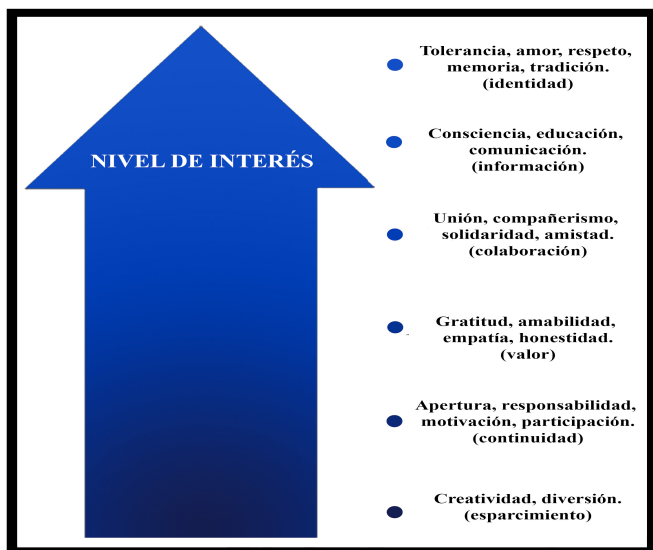 Tolerancia, amor, respeto,
memoria, tradición.
(identidad)
NIVEL DE INTERÉS
Consciencia, educación,
comunicación.
(información)
Unión, compañerismo,
solidaridad, amistad.
(colaboración)
Gratitud, amabilidad,
empatía, honestidad.
(valor)
Apertura, responsabilidad,
motivación, participación.
(continuidad)
Creatividad, diversión.
(esparcimiento)